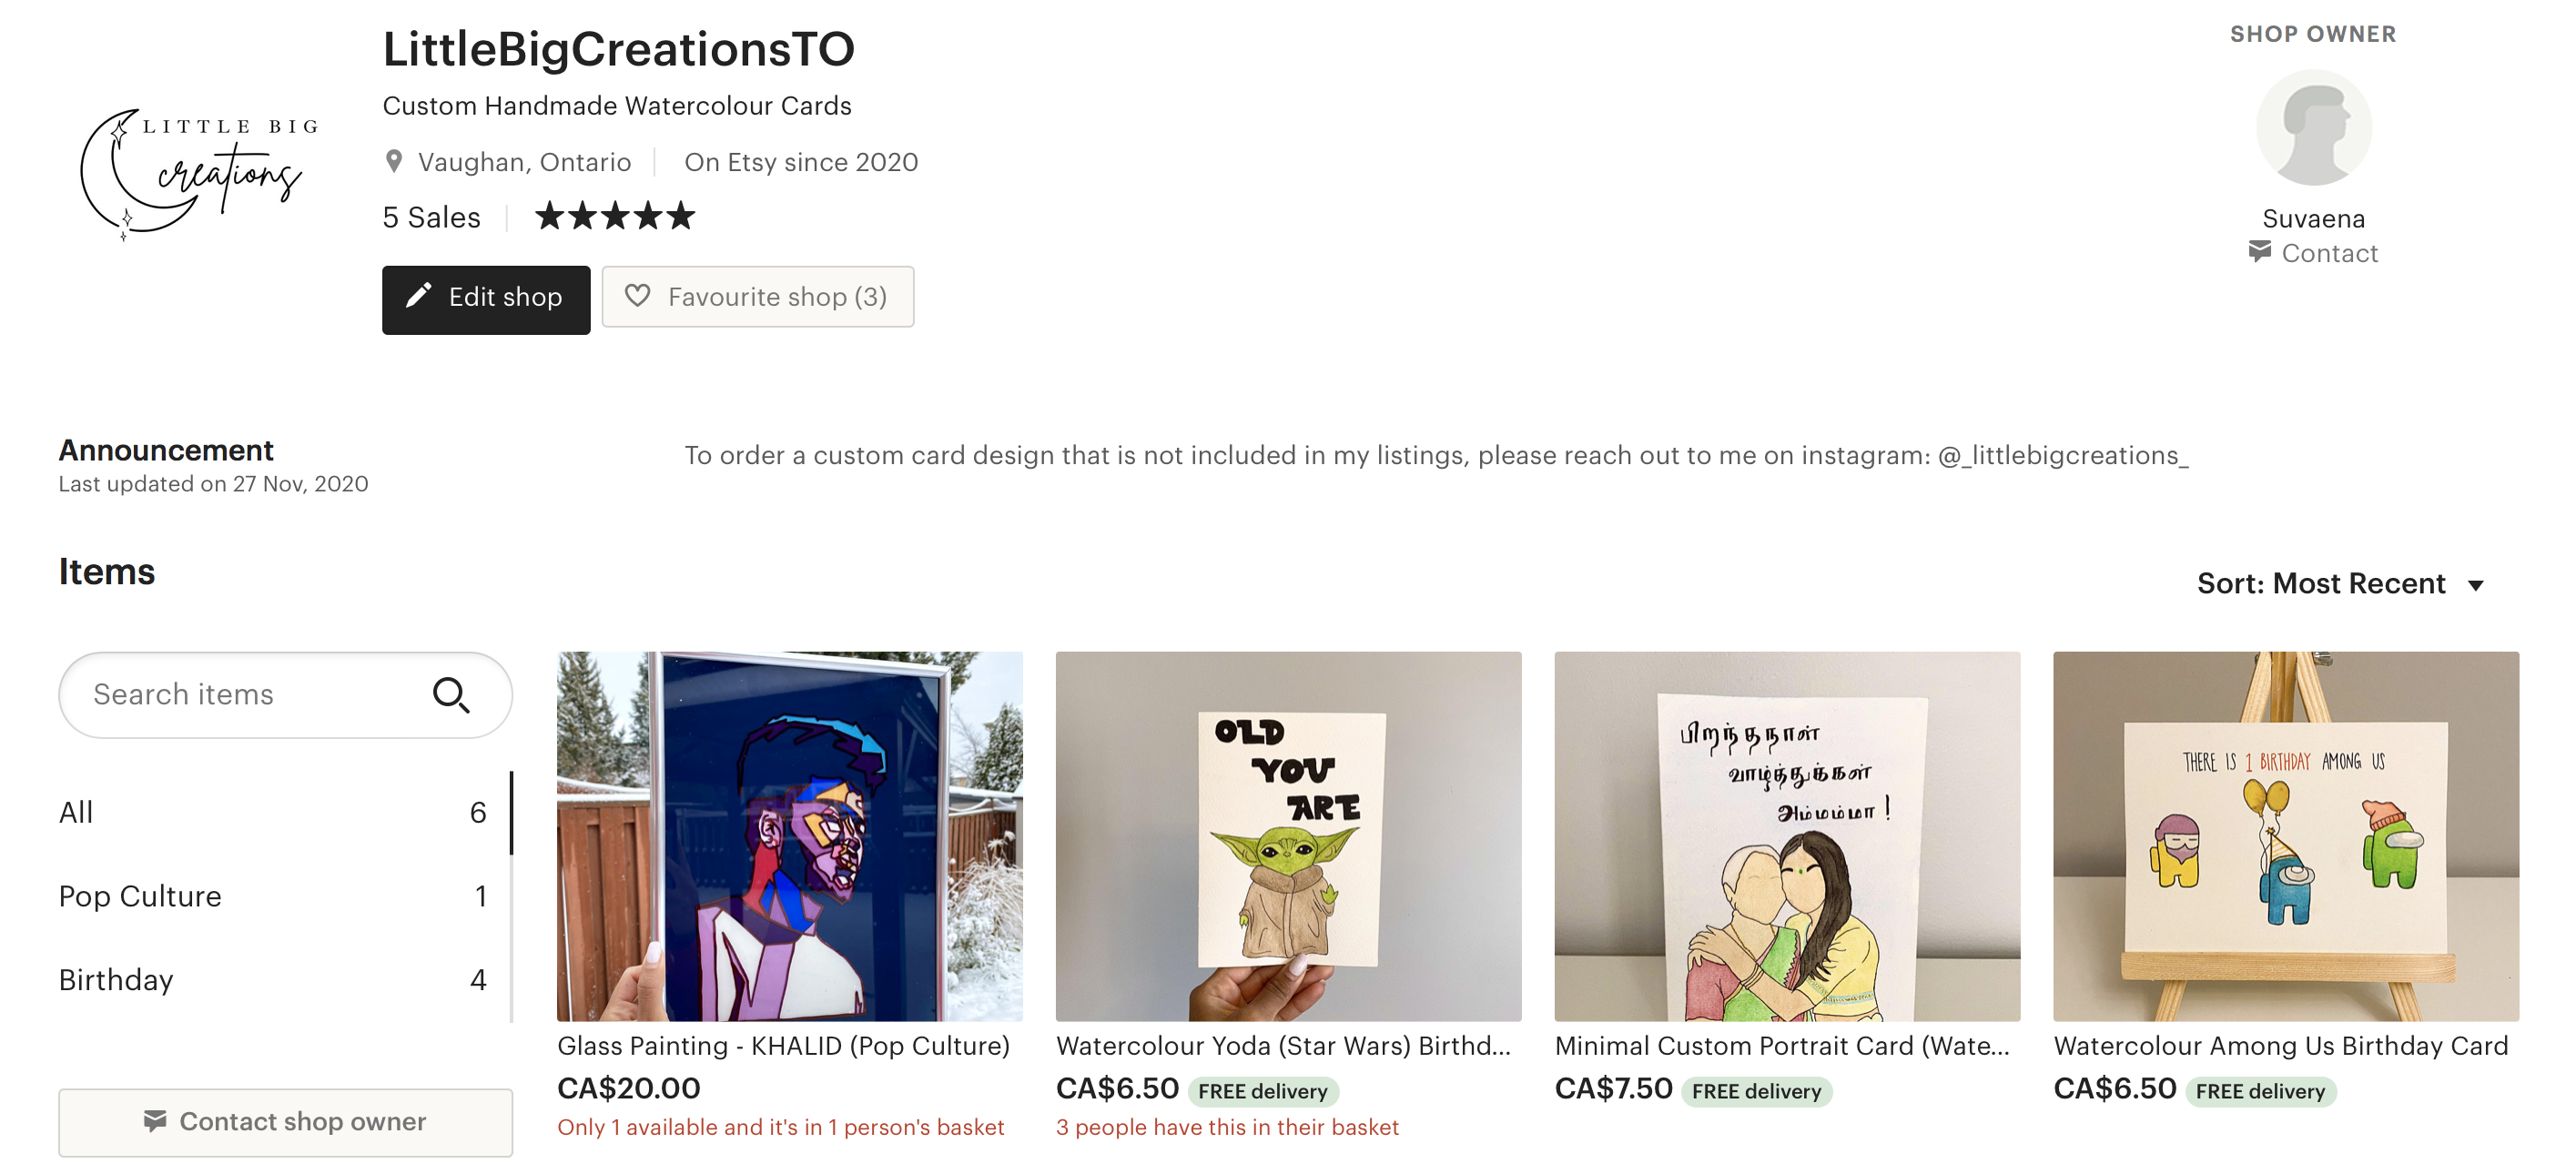 LittleBigCreationsTO
Custom Handmade Watercolour Cards
Vaughan, Ontario
On Etsy since 2020
5 Sales
Edit shop
Favourite shop (3)
LITTLE BIG
creations
SHOP OWNER
Suvaena
Contact
Announcement
Last updated on 27 Nov, 2020
To order a custom card design that is not included in my listings, please reach out to me on instagram: @_littlebigcreations_
Items
Sort: Most Recent
Search items
All 6
Pop Culture 1
Birthday 4
Contact shop owner
Glass Painting - KHALID (Pop Culture)
CA$20.00
Only 1 available and it's in 1 person's basket
OLD
YOU
ARE
Watercolour Yoda (Star Wars) Birthd...
CA$6.50 FREE delivery
3 people have this in their basket
பிறந்தநாள்
வாழ்த்துக்கள்
அம்மம்மா!
Minimal Custom Portrait Card (Wate...
CA$7.50 FREE delivery
THERE IS 1 BIRTHDAY AMONG US
Watercolour Among Us Birthday Card
CA$6.50 FREE delivery